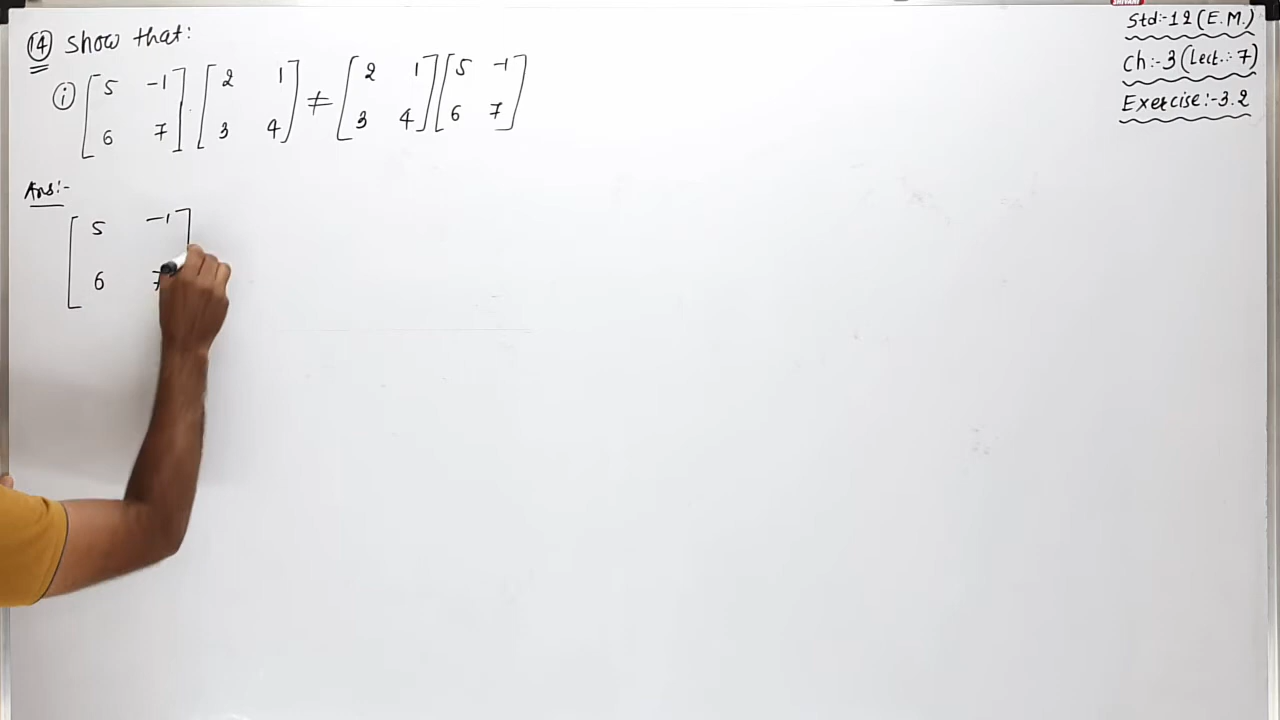 14 Show that:
i [5 -1 6 7] · [2 1 3 4] ≠ [2 1 3 4] [5 -1 6 7]
Ans:-
[5 -1 6 7]
Std:-12 (E.M.)
Ch:-3 (Lect.:- 7)
Exercise:-3.2